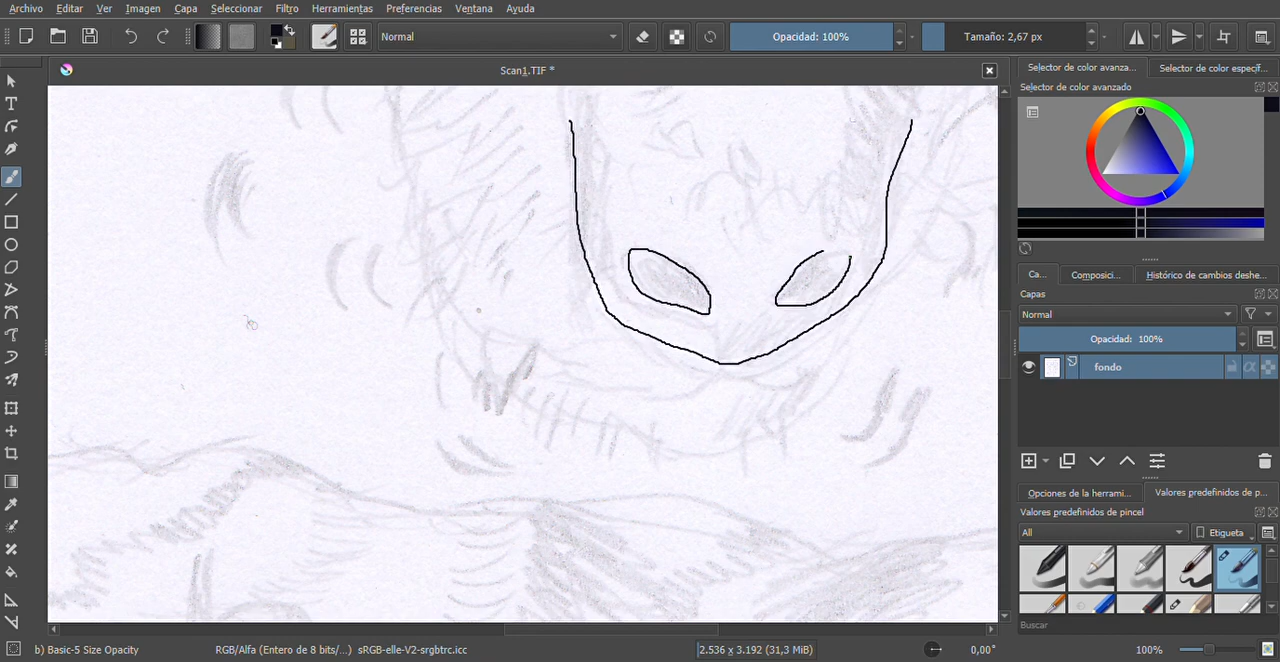 Archivo Editar Ver Imagen Capa Seleccionar Filtro Herramientas Preferencias Ventana Ayuda
Normal Opacidad: 100% Tamaño: 2,67 px
Scan1.TIF *
Selector de color avanza... Selector de color específ...
Selector de color avanzado
Ca... Composici... Histórico de cambios deshe...
Capas
Normal
Opacidad: 100%
fondo
Opciones de la herrami... Valores predefinidos de p...
Valores predefinidos de pincel
All Etiqueta
Buscar
b) Basic-5 Size Opacity RGB/Alfa (Entero de 8 bits/...) sRGB-elle-V2-srgbtrc.icc 2.536 x 3.192 (31,3 MiB) 0,00° 100%